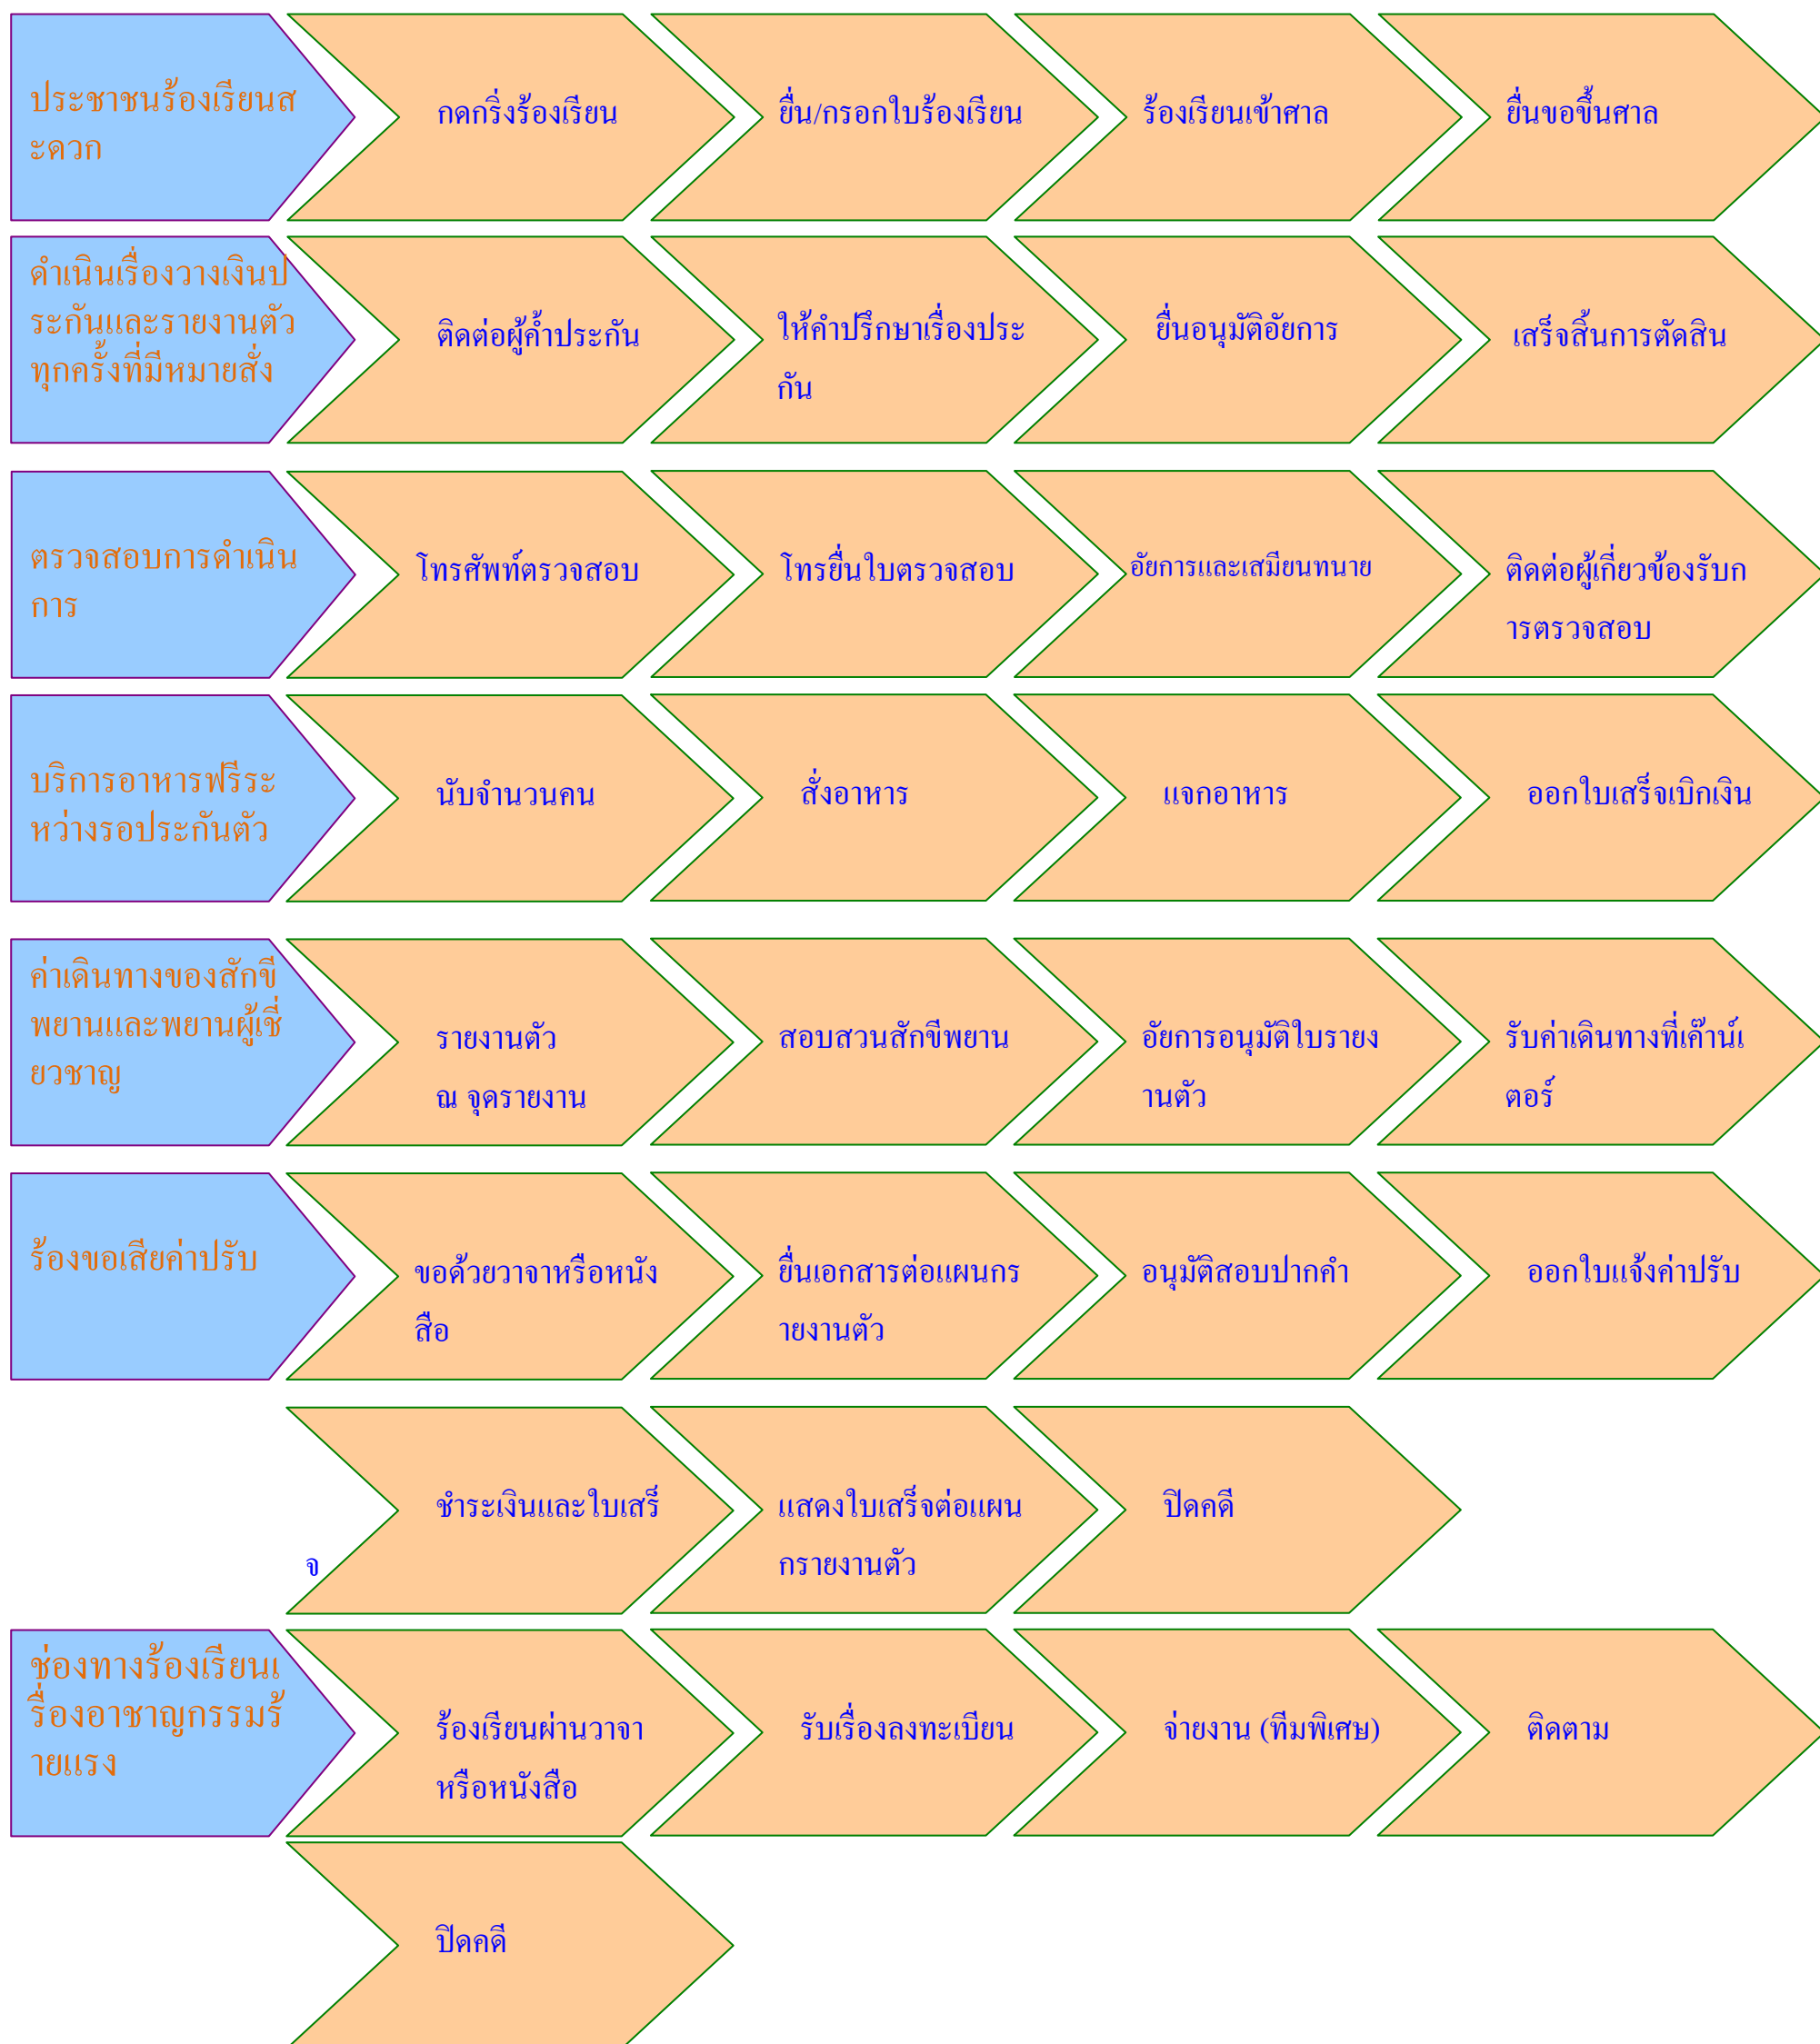 ประชาชนร้องเรียนส
ะดวก
กดกริ่งร้องเรียน
ยื่น/กรอกใบร้องเรียน
ร้องเรียนเข้าศาล
ยื่นขอขึ้นศาล
ดำเนินเรื่องวางเงินป
ระกันและรายงานตัว
ทุกครั้งที่มีหมายสั่ง
ติดต่อผู้ค้ำประกัน
ให้คำปรึกษาเรื่องประ
กัน
ยื่นอนุมัติอัยการ
เสร็จสิ้นการตัดสิน
ตรวจสอบการดำเนิน
การ
โทรศัพท์ตรวจสอบ
โทรยื่นใบตรวจสอบ
อัยการและเสมียนทนาย
ติดต่อผู้เกี่ยวข้องรับก
ารตรวจสอบ
บริการอาหารฟรีระ
หว่างรอประกันตัว
นับจำนวนคน
สั่งอาหาร
แจกอาหาร
ออกใบเสร็จเบิกเงิน
ค่าเดินทางของสักขี
พยานและพยานผู้เชี่
ยวชาญ
รายงานตัว
ณ จุดรายงาน
สอบสวนสักขีพยาน
อัยการอนุมัติใบรายง
านตัว
รับค่าเดินทางที่เค๊าน์เ
ตอร์
ร้องขอเสียค่าปรับ
ขอด้วยวาจาหรือหนัง
สือ
ยื่นเอกสารต่อแผนกร
ายงานตัว
อนุมัติสอบปากคำ
ออกใบแจ้งค่าปรับ
ชำระเงินและใบเสร็
จ
แสดงใบเสร็จต่อแผน
กรายงานตัว
ปิดคดี
ช่องทางร้องเรียนเ
รื่องอาชาญกรรมร้
ายแรง
ร้องเรียนผ่านวาจา
หรือหนังสือ
รับเรื่องลงทะเบียน
จ่ายงาน (ทีมพิเศษ)
ติดตาม
ปิดคดี